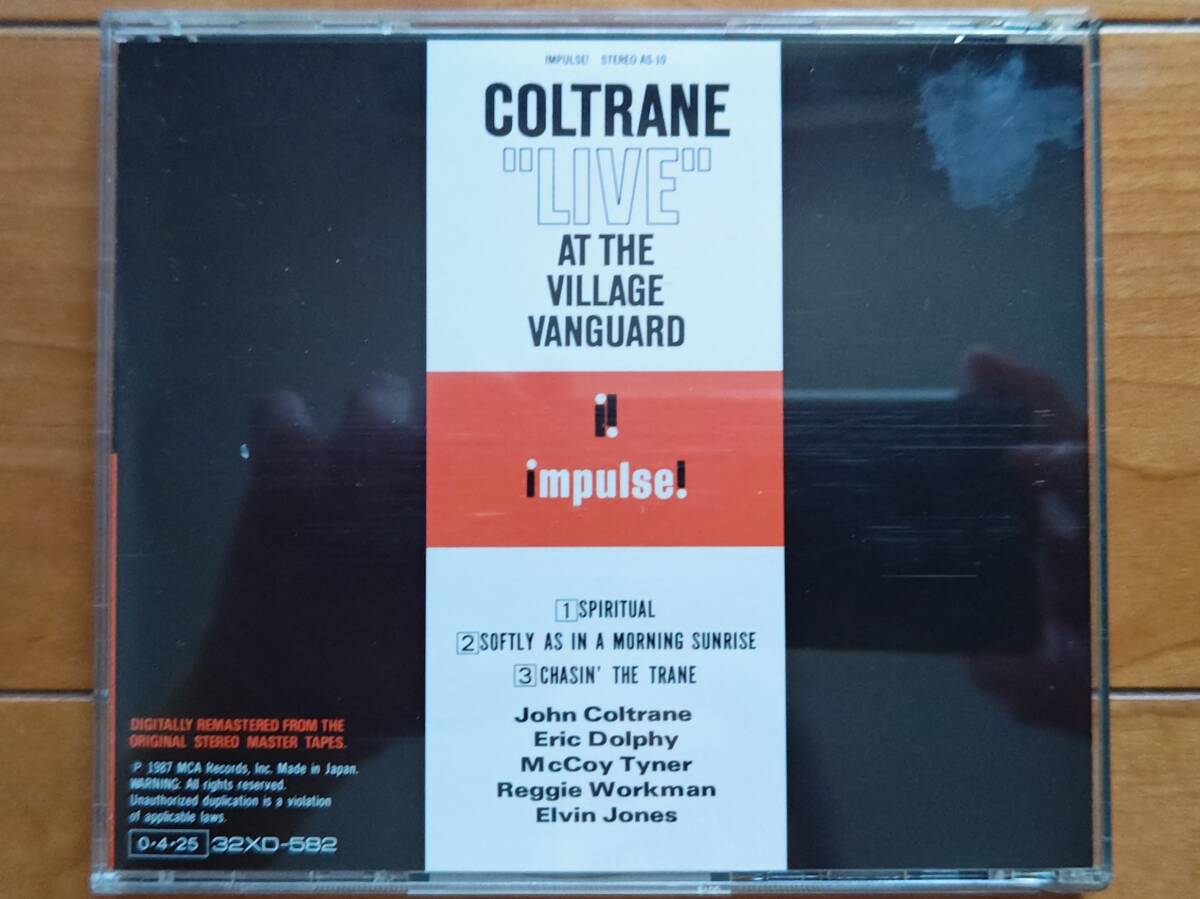 IMPULSE! STEREO AS-10
COLTRANE
"LIVE"
AT THE
VILLAGE
VANGUARD
i!
impulse!
1 SPIRITUAL
2 SOFTLY AS IN A MORNING SUNRISE
3 CHASIN' THE TRANE
John Coltrane
Eric Dolphy
McCoy Tyner
Reggie Workman
Elvin Jones
DIGITALLY REMASTERED FROM THE
ORIGINAL STEREO MASTER TAPES.
℗ 1987 MCA Records, Inc. Made in Japan.
WARNING: All rights reserved.
Unauthorized duplication is a violation
of applicable laws.
0・4・25 32XD-582